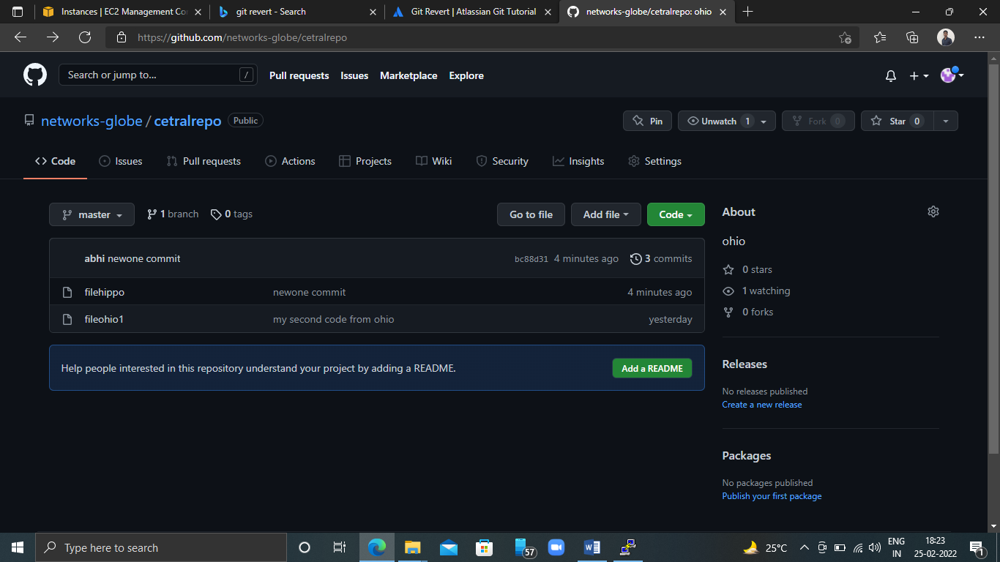 Instances | EC2 Management Co
git revert - Search
Git Revert | Atlassian Git Tutorial
networks-globe/cetralrepo: ohio
https://github.com/networks-globe/cetralrepo
Search or jump to...
/
Pull requests
Issues
Marketplace
Explore
networks-globe / cetralrepo
Public
Pin
Unwatch 1
Fork 0
Star 0
Code
Issues
Pull requests
Actions
Projects
Wiki
Security
Insights
Settings
master
1 branch
0 tags
Go to file
Add file
Code
abhi newone commit
bc88d31 4 minutes ago
3 commits
filehippo
newone commit
4 minutes ago
fileohio1
my second code from ohio
yesterday
Help people interested in this repository understand your project by adding a README.
Add a README
About
ohio
0 stars
1 watching
0 forks
Releases
No releases published
Create a new release
Packages
No packages published
Publish your first package
Type here to search
57
25°C
ENG
IN
18:23
25-02-2022
1